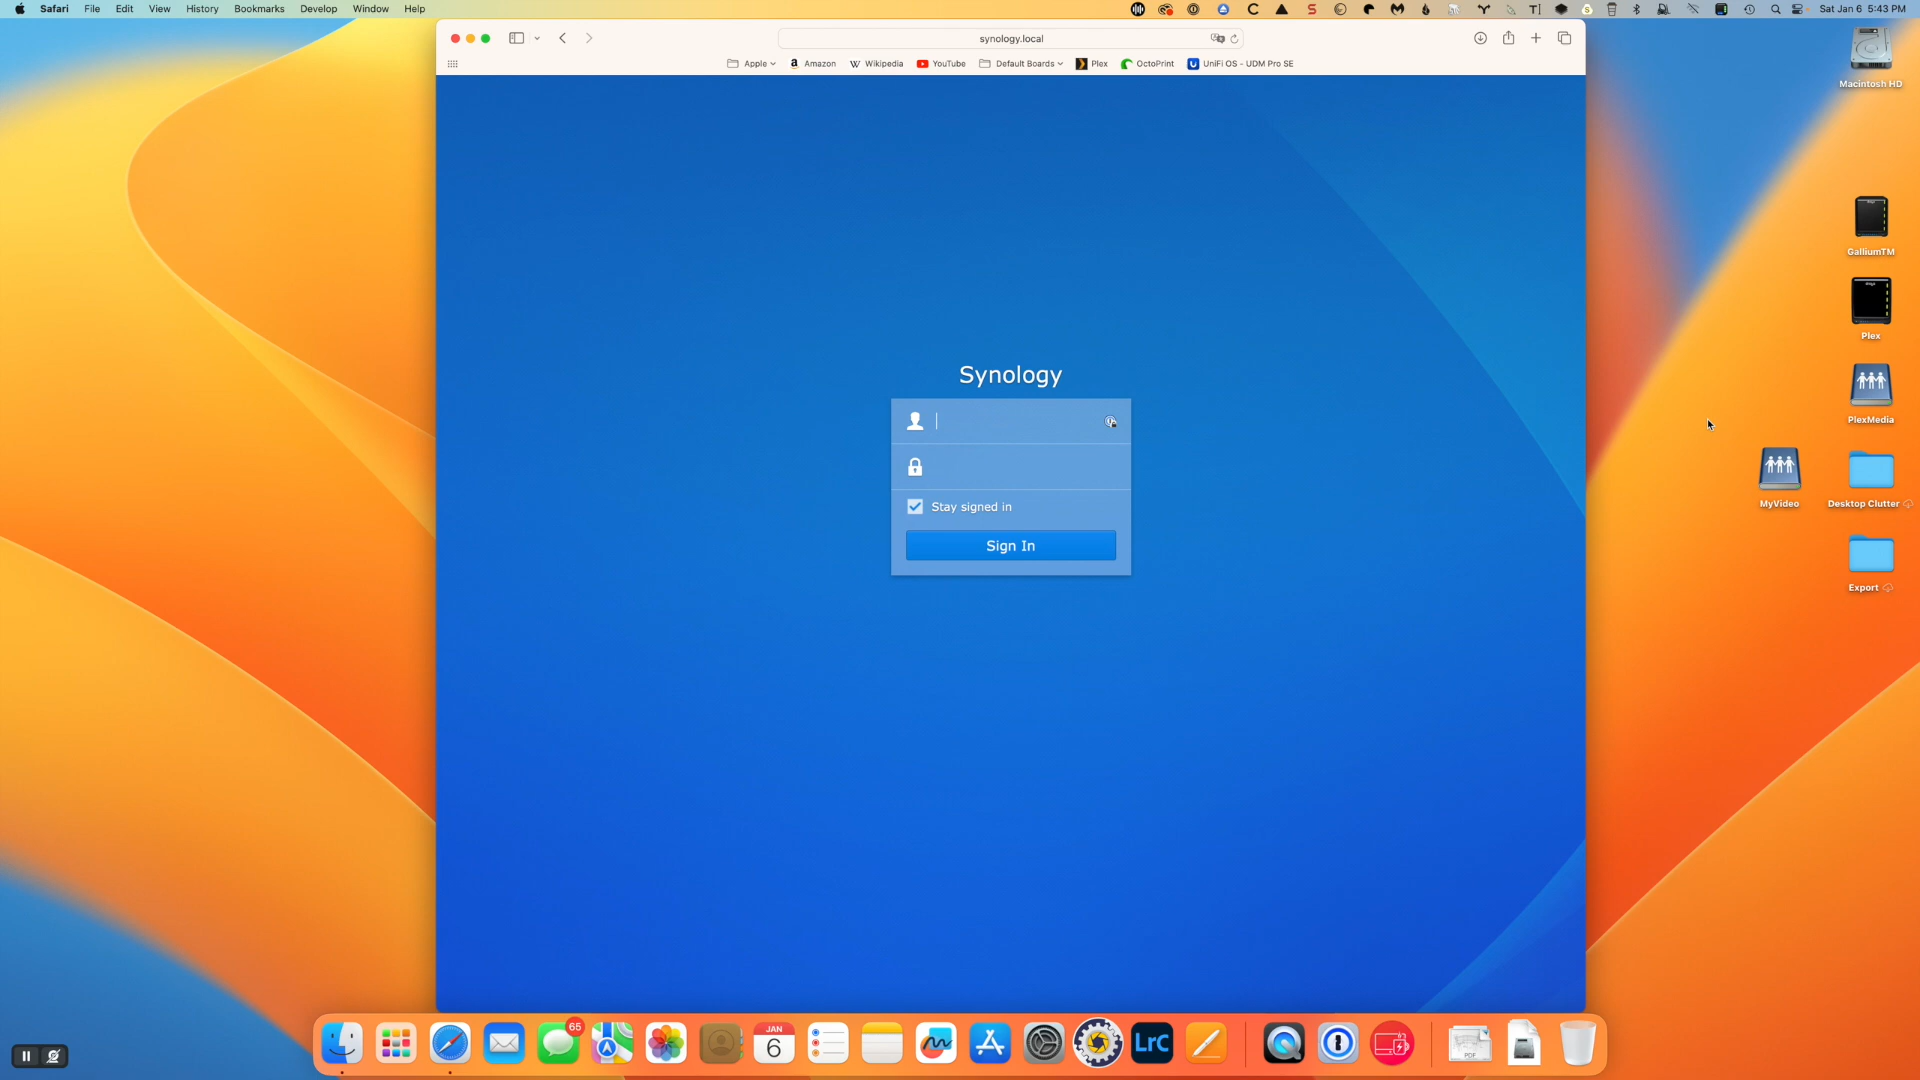 Safari File Edit View History Bookmarks Develop Window Help
Sat Jan 6 5:43 PM
synology.local
Apple Amazon Wikipedia YouTube Default Boards Plex OctoPrint UniFi OS - UDM Pro SE
Macintosh HD
GalliumTM
Plex
PlexMedia
MyVideo
Desktop Clutter
Export
Synology
Stay signed in
Sign In
65
JAN
6
LrC
PDF